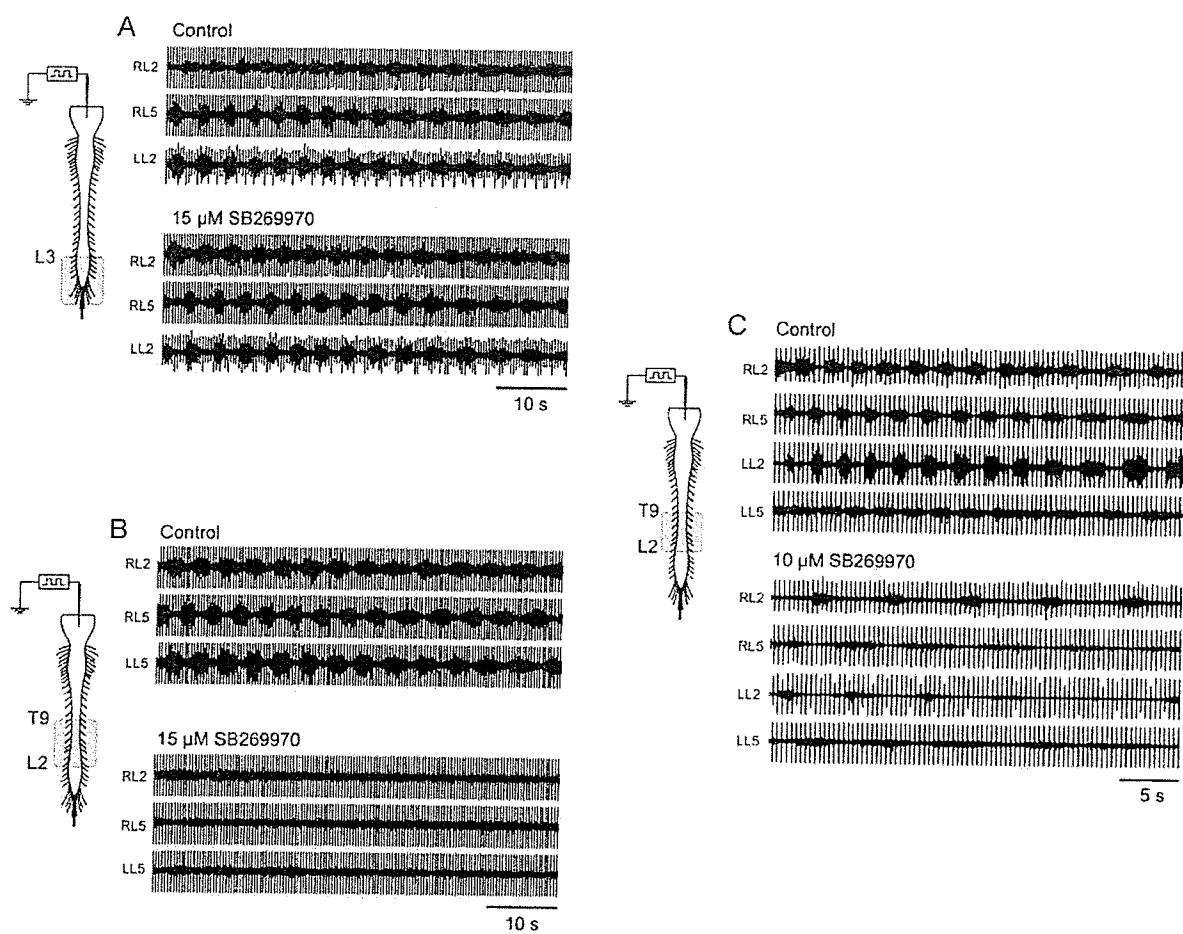 A
Control
RL2
RL5
LL2
15 µM SB269970
RL2
RL5
LL2
L3
10 s
B
Control
RL2
RL5
LL5
T9
L2
15 µM SB269970
RL2
RL5
LL5
10 s
C
Control
RL2
RL5
LL2
LL5
T9
L2
10 µM SB269970
RL2
RL5
LL2
LL5
5 s